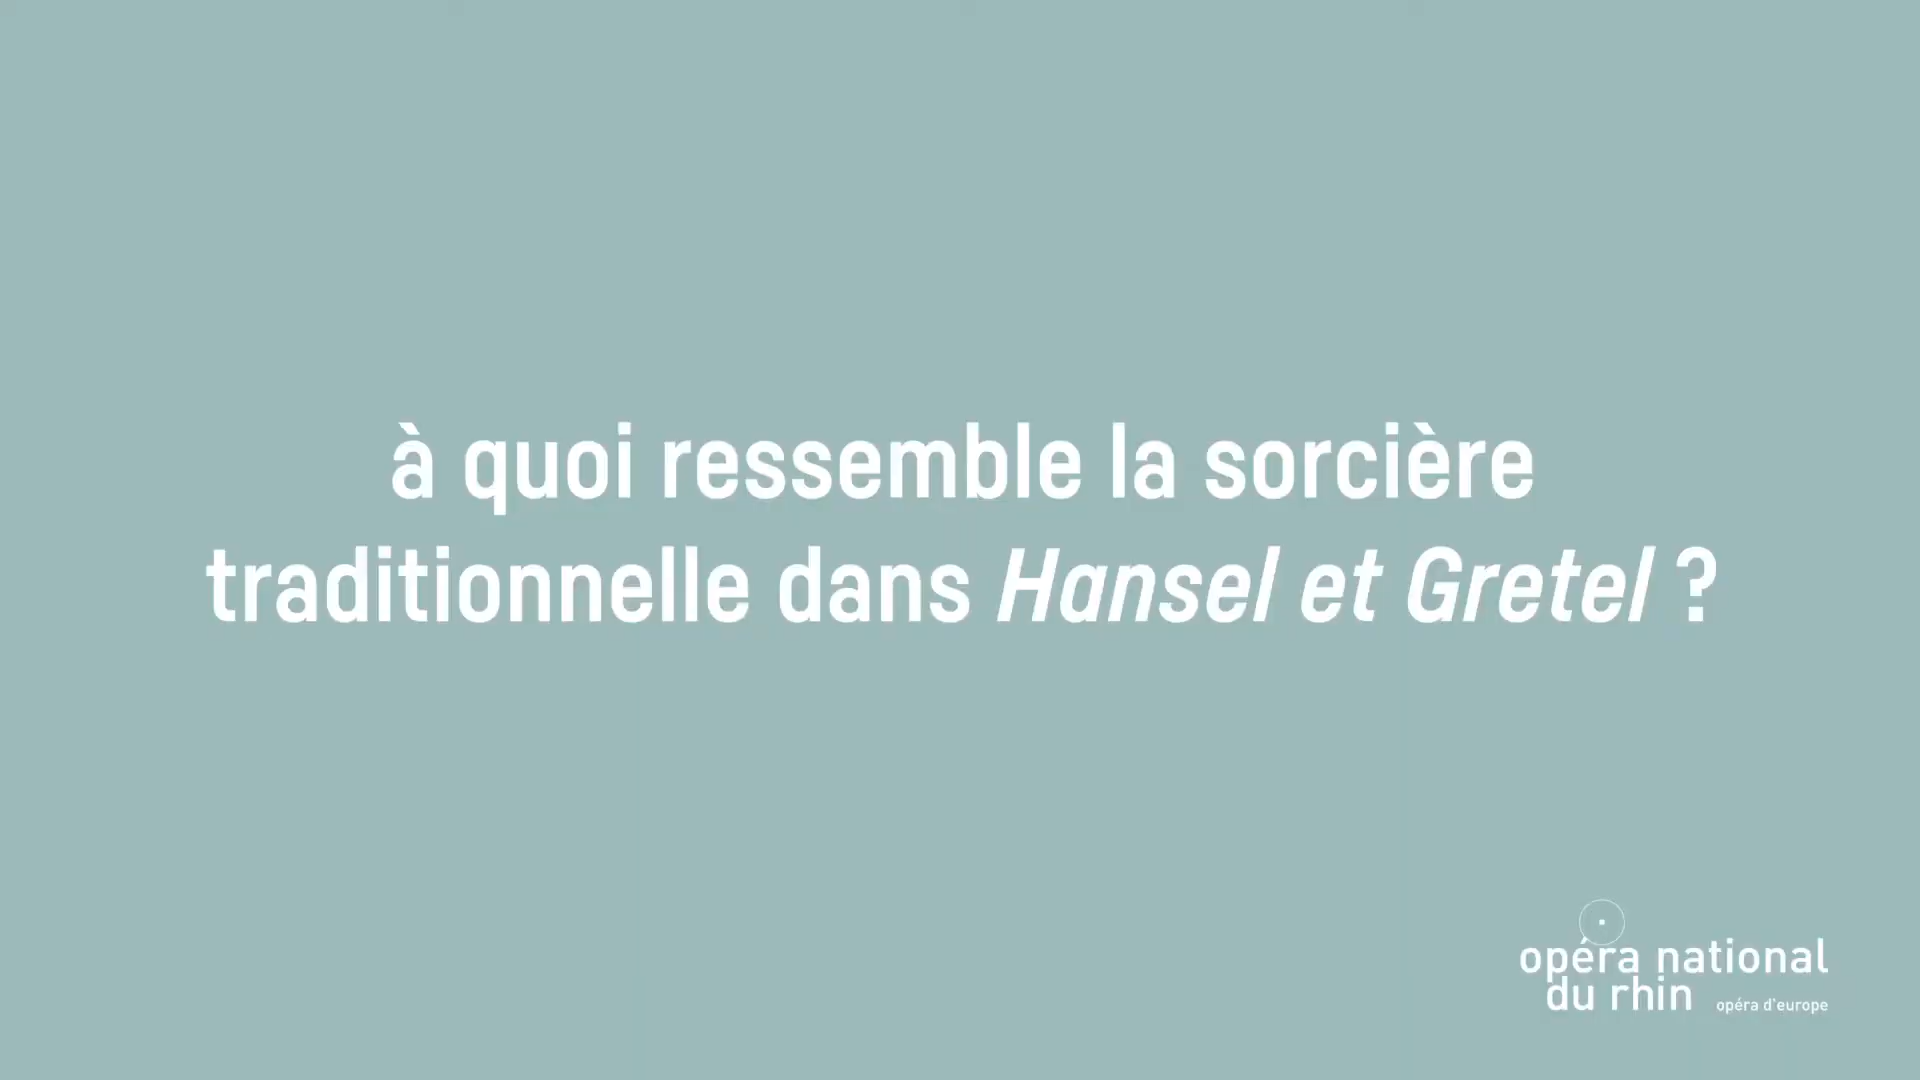 à quoi ressemble la sorcière
traditionnelle dans Hansel et Gretel ?
opéra national
du rhin opéra d'europe